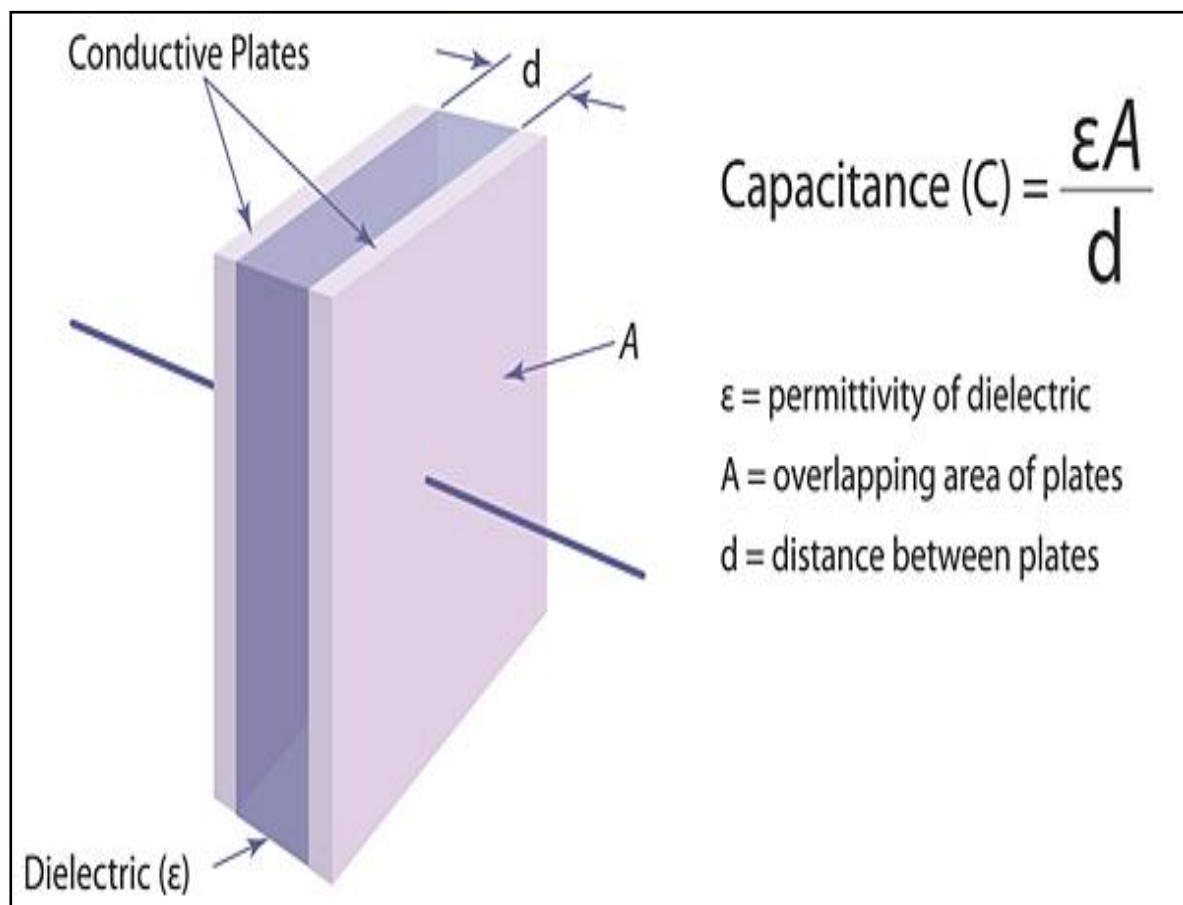 Conductive Plates
d
Capacitance (C) = εA / d
A
ε = permittivity of dielectric
A = overlapping area of plates
d = distance between plates
Dielectric (ε)